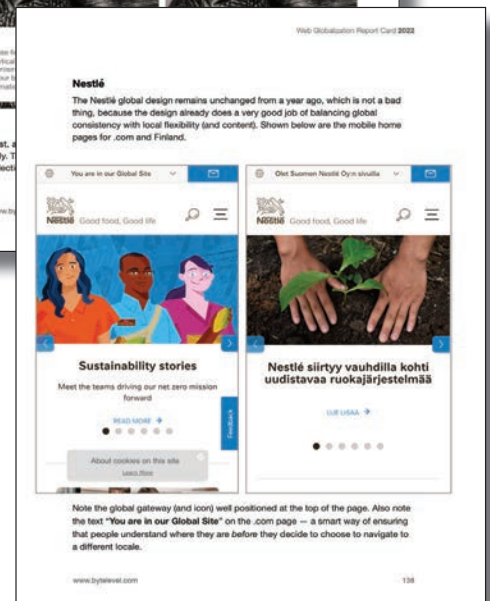 Web Globalization Report Card 2022
Nestlé
The Nestlé global design remains unchanged from a year ago, which is not a bad
thing, because the design already does a very good job of balancing global
consistency with local flexibility (and content). Shown below are the mobile home
pages for .com and Finland.
You are in our Global Site
Nestlé Good food, Good life
Sustainability stories
Meet the teams driving our net zero mission
forward
READ MORE
Feedback
About cookies on this site
Learn More
Olet Suomen Nestlé Oy:n sivuilla
Nestlé Good food, Good life
Nestlé siirtyy vauhdilla kohti
uudistavaa ruokajärjestelmää
LUE LISÄÄ
Note the global gateway (and icon) well positioned at the top of the page. Also note
the text “You are in our Global Site” on the .com page — a smart way of ensuring
that people understand where they are before they decide to choose to navigate to
a different locale.
www.bytelevel.com
138